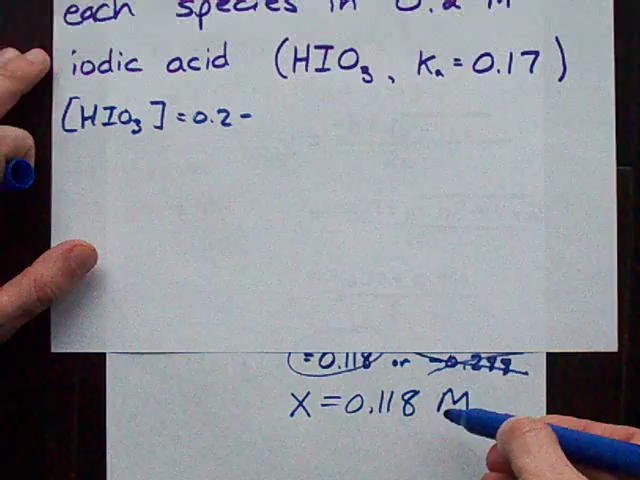 each species in 0.2 M
iodic acid (HIO₃, Kₐ = 0.17)
[HIO₃] = 0.2 -
= 0.118 or
X = 0.118 M